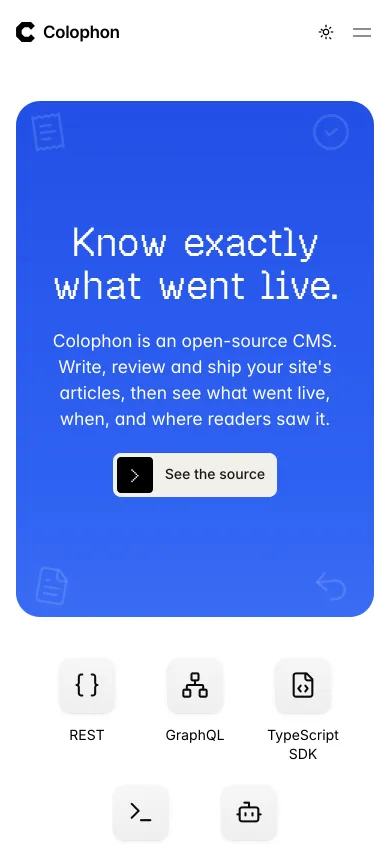 Colophon
Know exactly
what went live.
Colophon is an open-source CMS.
Write, review and ship your site's
articles, then see what went live,
when, and where readers saw it.
See the source
REST
GraphQL
TypeScript
SDK